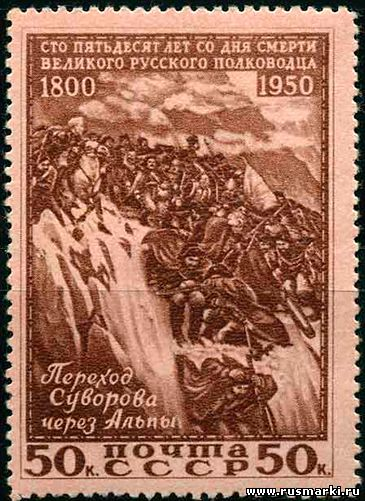 СТО ПЯТЬДЕСЯТ ЛЕТ СО ДНЯ СМЕРТИ
ВЕЛИКОГО РУССКОГО ПОЛКОВОДЦА
1800 1950
Переход
Суворова
через Альпы
50к. ПОЧТА СССР 50к.
www.rusmarki.ru